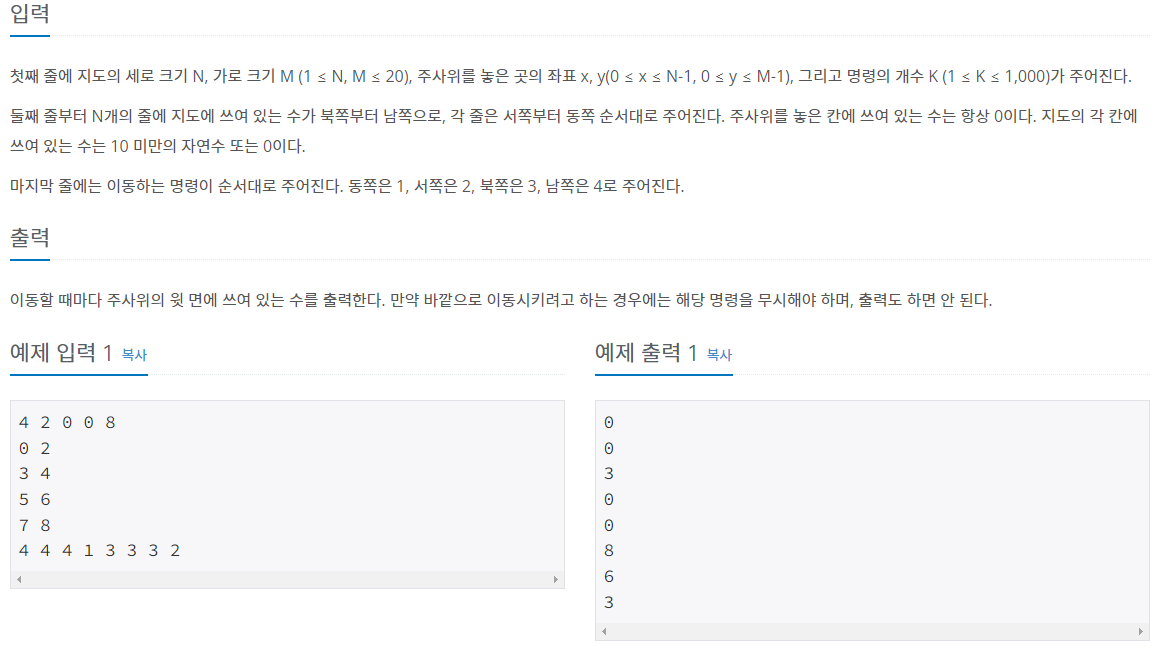 입력
첫째 줄에 지도의 세로 크기 N, 가로 크기 M (1 ≤ N, M ≤ 20), 주사위를 놓은 곳의 좌표 x, y(0 ≤ x ≤ N-1, 0 ≤ y ≤ M-1), 그리고 명령의 개수 K (1 ≤ K ≤ 1,000)가 주어진다.
둘째 줄부터 N개의 줄에 지도에 쓰여 있는 수가 북쪽부터 남쪽으로, 각 줄은 서쪽부터 동쪽 순서대로 주어진다. 주사위를 놓은 칸에 쓰여 있는 수는 항상 0이다. 지도의 각 칸에
쓰여 있는 수는 10 미만의 자연수 또는 0이다.
마지막 줄에는 이동하는 명령이 순서대로 주어진다. 동쪽은 1, 서쪽은 2, 북쪽은 3, 남쪽은 4로 주어진다.
출력
이동할 때마다 주사위의 윗 면에 쓰여 있는 수를 출력한다. 만약 바깥으로 이동시키려고 하는 경우에는 해당 명령을 무시해야 하며, 출력도 하면 안 된다.
예제 입력 1 복사
4 2 0 0 8
0 2
3 4
5 6
7 8
4 4 4 1 3 3 3 2
예제 출력 1 복사
0
0
3
0
0
8
6
3